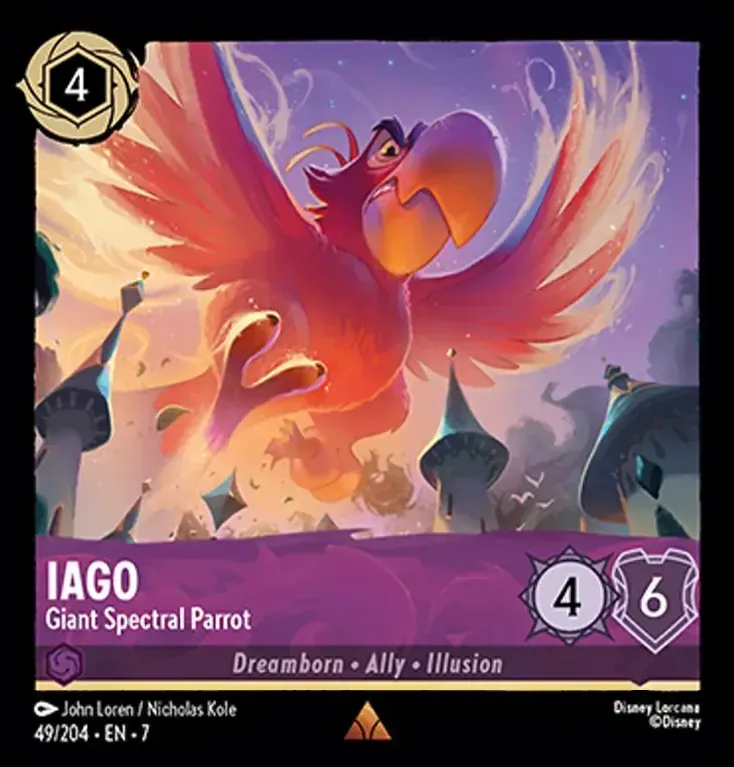 4
IAGO
Giant Spectral Parrot
4
6
Dreamborn • Ally • Illusion
John Loren / Nicholas Kole
49/204 • EN • 7
Disney Lorcana
©Disney